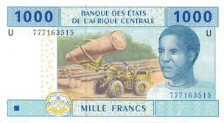 1000 BANQUE DES ÉTATS DE L'AFRIQUE CENTRALE 1000
U 777163515 U
777163515
MILLE FRANCS